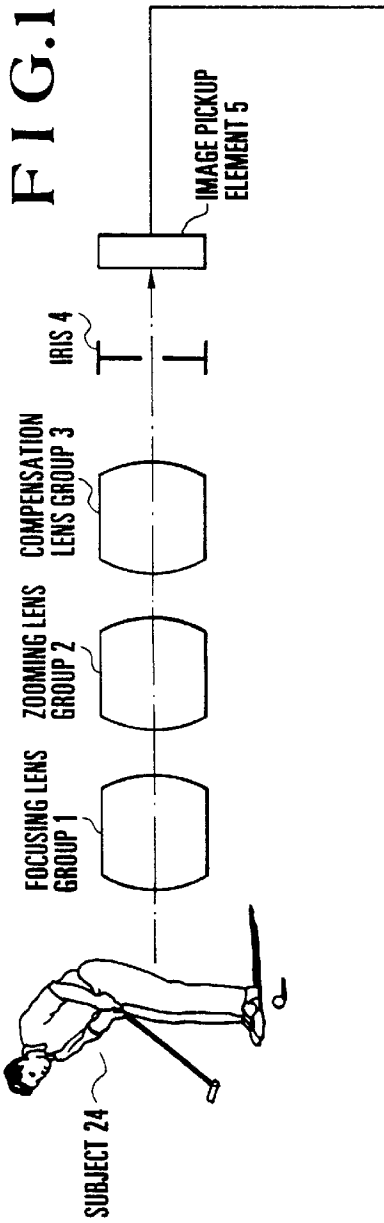 FIG.1
SUBJECT 24
FOCUSING LENS
GROUP 1
ZOOMING LENS
GROUP 2
COMPENSATION
LENS GROUP 3
IRIS 4
IMAGE PICKUP
ELEMENT 5